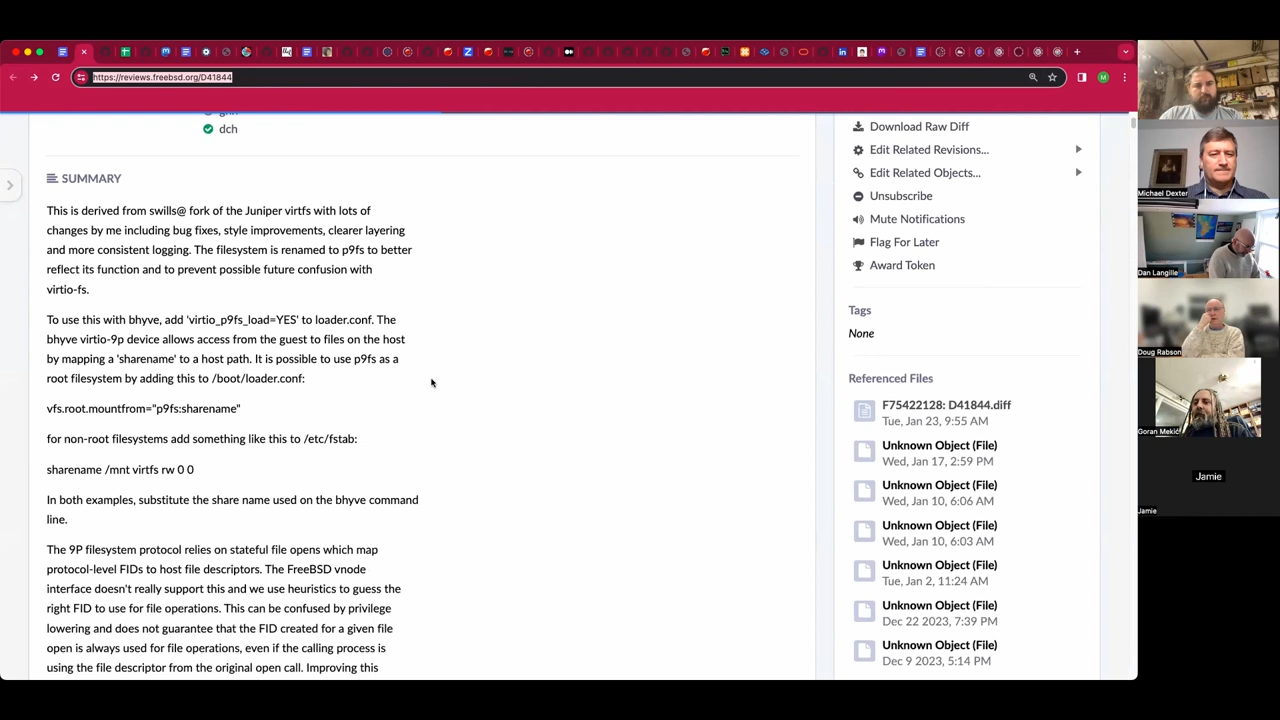 https://reviews.freebsd.org/D41844
dch
SUMMARY
This is derived from swills@ fork of the Juniper virtfs with lots of
changes by me including bug fixes, style improvements, clearer layering
and more consistent logging. The filesystem is renamed to p9fs to better
reflect its function and to prevent possible future confusion with
virtio-fs.
To use this with bhyve, add 'virtio_p9fs_load=YES' to loader.conf. The
bhyve virtio-9p device allows access from the guest to files on the host
by mapping a 'sharename' to a host path. It is possible to use p9fs as a
root filesystem by adding this to /boot/loader.conf:
vfs.root.mountfrom="p9fs:sharename"
for non-root filesystems add something like this to /etc/fstab:
sharename /mnt virtfs rw 0 0
In both examples, substitute the share name used on the bhyve command
line.
The 9P filesystem protocol relies on stateful file opens which map
protocol-level FIDs to host file descriptors. The FreeBSD vnode
interface doesn't really support this and we use heuristics to guess the
right FID to use for file operations. This can be confused by privilege
lowering and does not guarantee that the FID created for a given file
open is always used for file operations, even if the calling process is
using the file descriptor from the original open call. Improving this
Download Raw Diff
Edit Related Revisions...
Edit Related Objects...
Unsubscribe
Mute Notifications
Flag For Later
Award Token
Tags
None
Referenced Files
F75422128: D41844.diff
Tue, Jan 23, 9:55 AM
Unknown Object (File)
Wed, Jan 17, 2:59 PM
Unknown Object (File)
Wed, Jan 10, 6:06 AM
Unknown Object (File)
Wed, Jan 10, 6:03 AM
Unknown Object (File)
Tue, Jan 2, 11:24 AM
Unknown Object (File)
Dec 22 2023, 7:39 PM
Unknown Object (File)
Dec 9 2023, 5:14 PM
Michael Dexter
Dan Langille
Doug Rabson
Goran Mekić
Jamie
Jamie